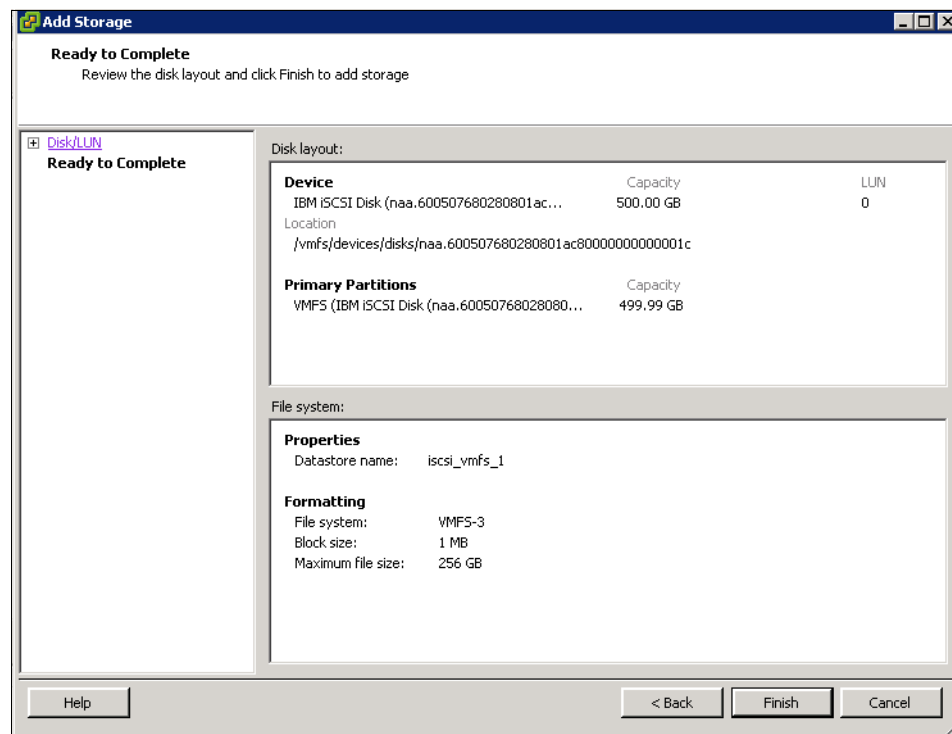 Add Storage
Ready to Complete
Review the disk layout and click Finish to add storage
Disk/LUN
Ready to Complete
Disk layout:
Device Capacity LUN
IBM iSCSI Disk (naa.600507680280801ac... 500.00 GB 0
Location
/vmfs/devices/disks/naa.600507680280801ac80000000000001c
Primary Partitions Capacity
VMFS (IBM iSCSI Disk (naa.60050768028080... 499.99 GB
File system:
Properties
Datastore name: iscsi_vmfs_1
Formatting
File system: VMFS-3
Block size: 1 MB
Maximum file size: 256 GB
Help < Back Finish Cancel